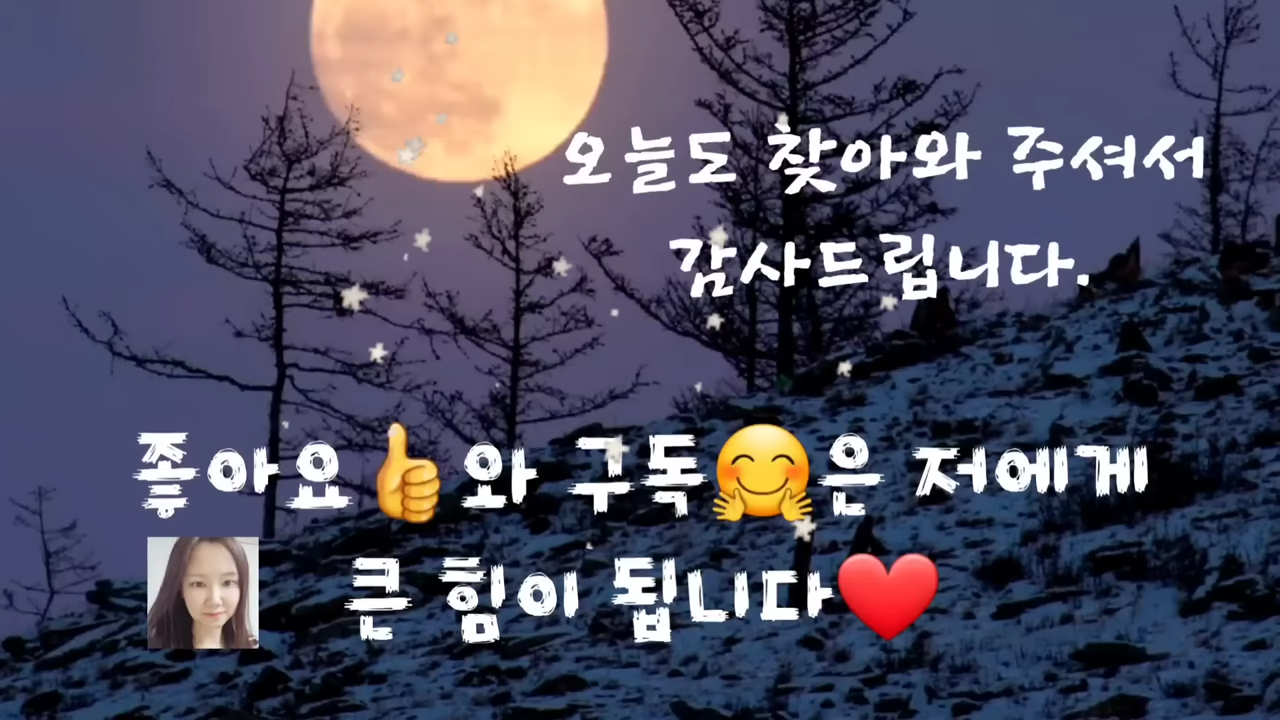 오늘도 찾아와 주셔서
감사드립니다.
좋아요👍와 구독🤗은 저에게
큰 힘이 됩니다❤️